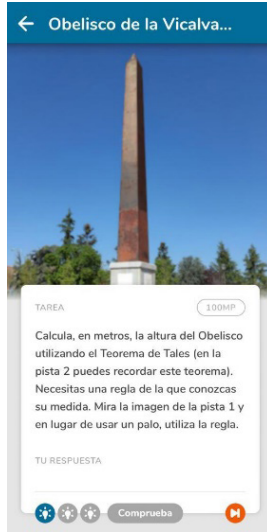 Obelisco de la Vicalva...
TAREA
100MP
Calcula, en metros, la altura del Obelisco
utilizando el Teorema de Tales (en la
pista 2 puedes recordar este teorema).
Necesitas una regla de la que conozcas
su medida. Mira la imagen de la pista 1 y
en lugar de usar un palo, utiliza la regla.
TU RESPUESTA
Comprueba